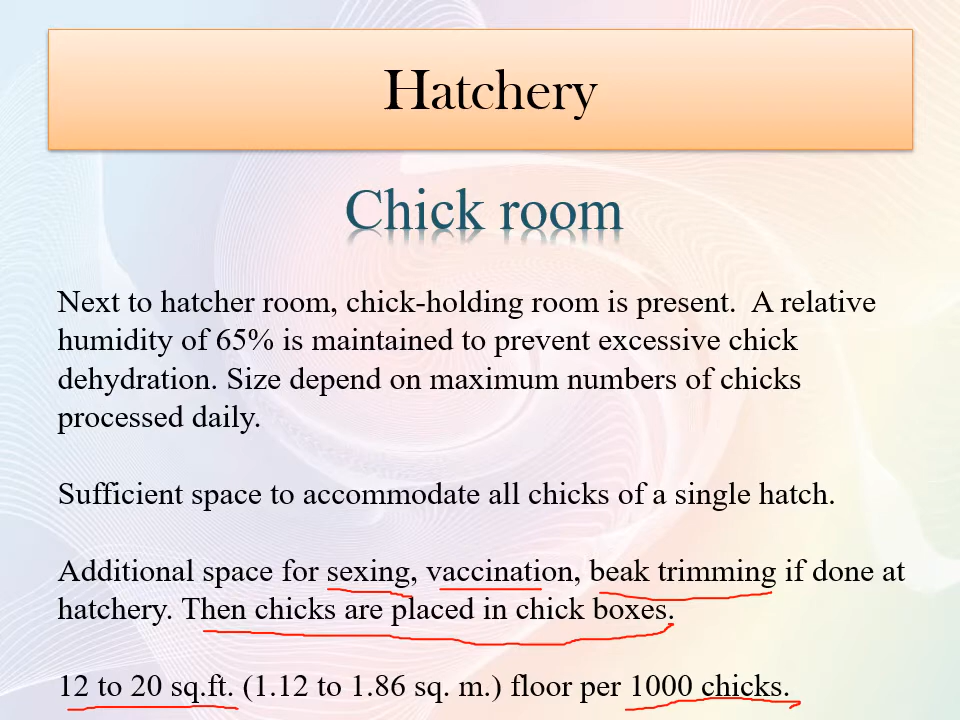 Hatchery
Chick room
Next to hatcher room, chick-holding room is present.  A relative
humidity of 65% is maintained to prevent excessive chick
dehydration. Size depend on maximum numbers of chicks
processed daily.
Sufficient space to accommodate all chicks of a single hatch.
Additional space for sexing, vaccination, beak trimming if done at
hatchery. Then chicks are placed in chick boxes.
12 to 20 sq.ft. (1.12 to 1.86 sq. m.) floor per 1000 chicks.